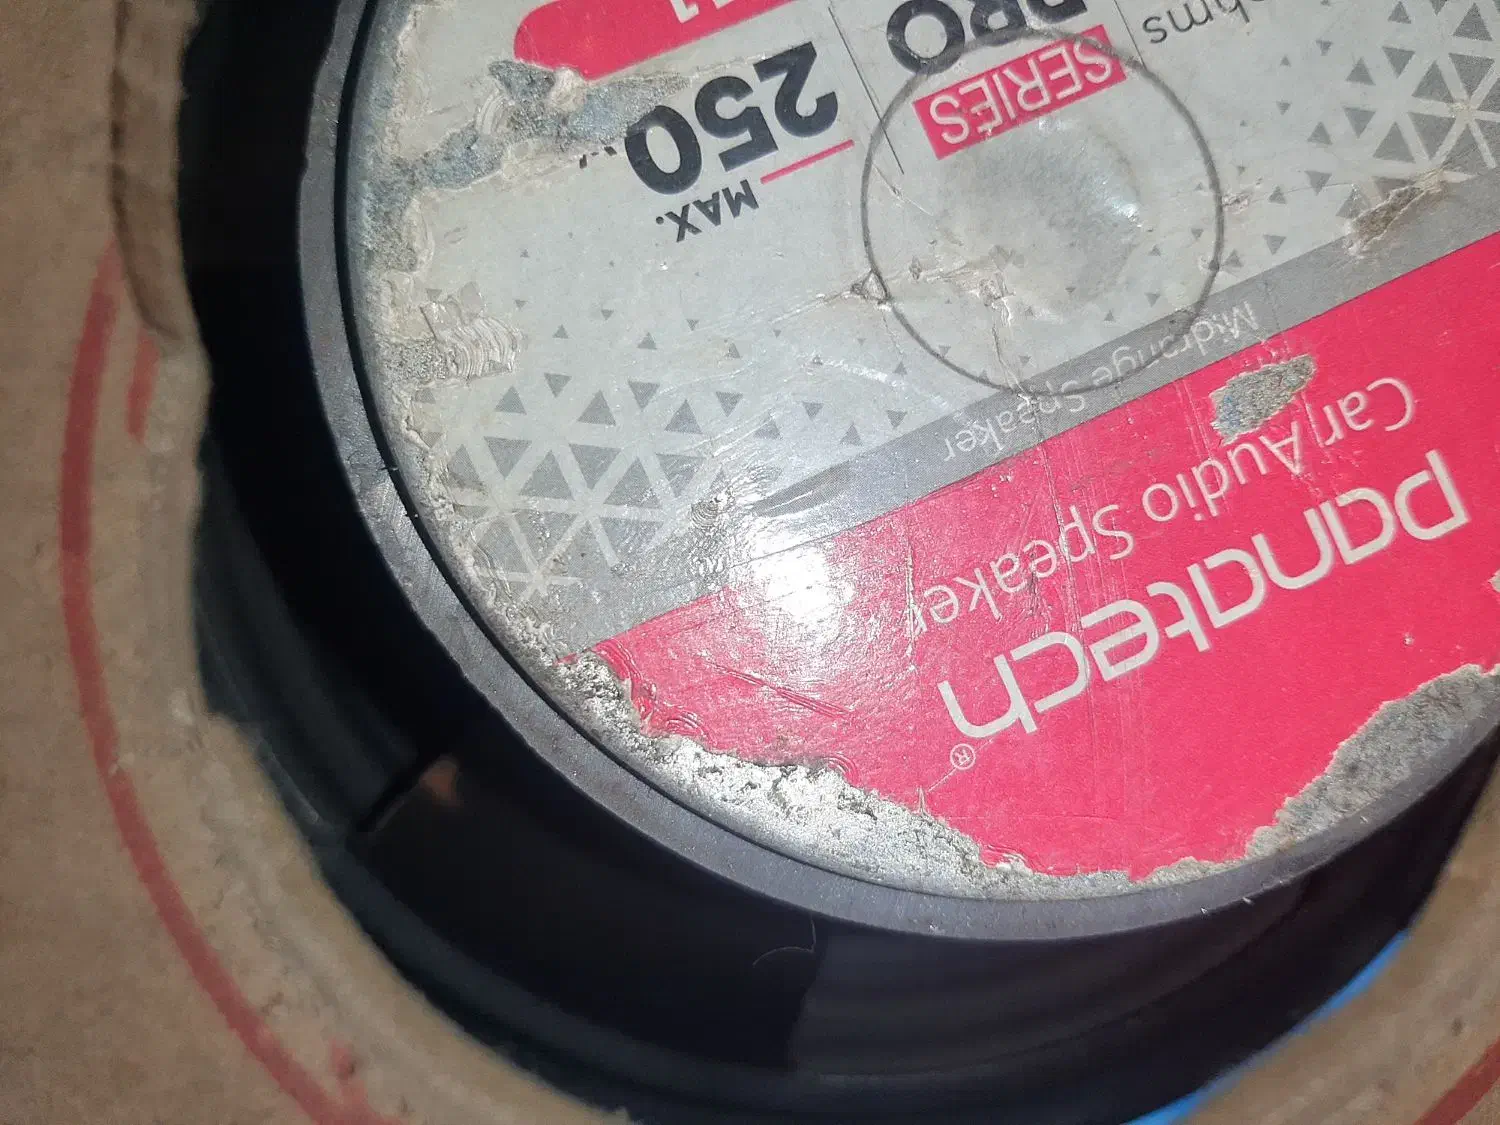 panatech®
Car Audio Speaker
Midrange Speaker
SERIES
MAX.
250